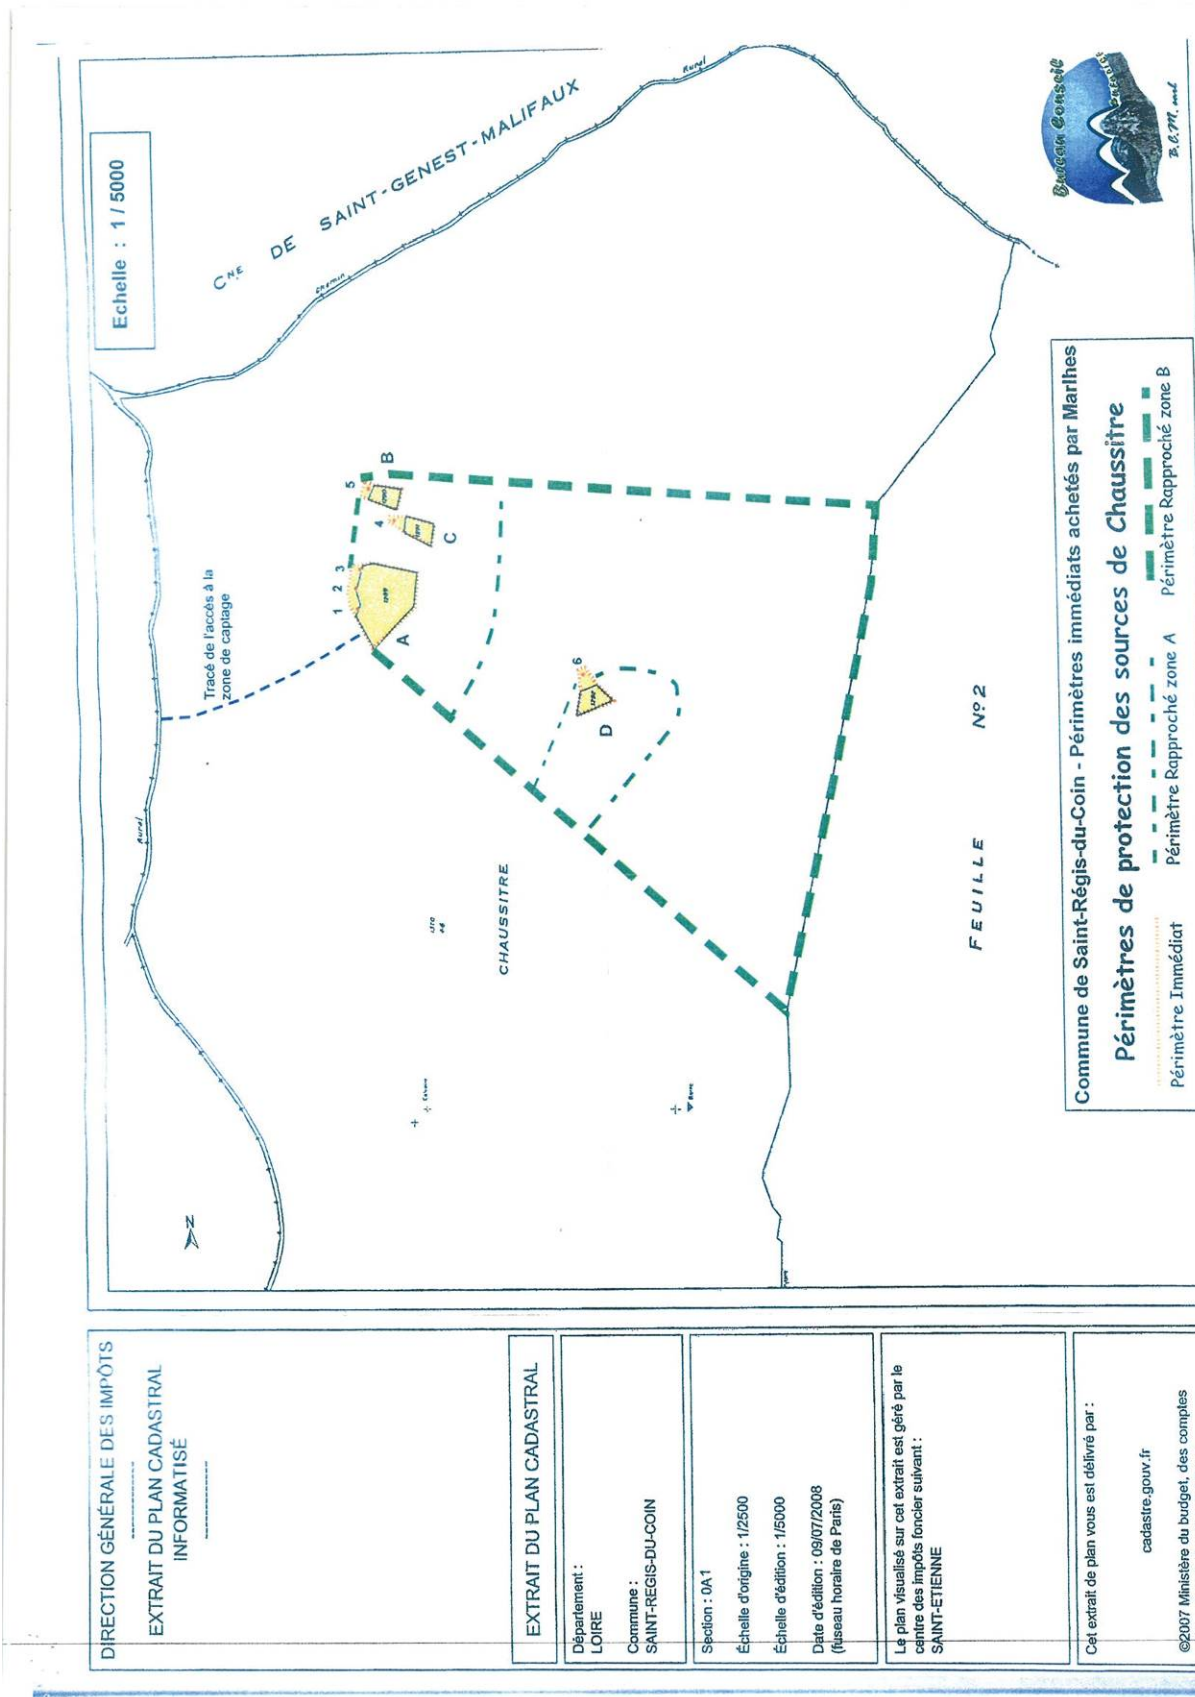 DIRECTION GÉNÉRALE DES IMPÔTS
EXTRAIT DU PLAN CADASTRAL
INFORMATISÉ
EXTRAIT DU PLAN CADASTRAL
Département :
LOIRE
Commune :
SAINT-REGIS-DU-COIN
Section : 0A1
Échelle d'origine : 1/2500
Échelle d'édition : 1/5000
Date d'édition : 09/07/2008
(fuseau horaire de Paris)
Le plan visualisé sur cet extrait est géré par le
centre des impôts foncier suivant :
SAINT-ETIENNE
Cet extrait de plan vous est délivré par :
cadastre.gouv.fr
©2007 Ministère du budget, des comptes
Echelle : 1 / 5000
CNE DE SAINT-GENEST-MALIFAUX
Chemin
Rural
Rural
N
Tracé de l'accès à la
zone de captage
1 2 3
4
5
6
A
B
C
D
CHAUSSITRE
FEUILLE Nº 2
Commune de Saint-Régis-du-Coin - Périmètres immédiats achetés par Marlhes
Périmètres de protection des sources de Chaussitre
Périmètre Immédiat
Périmètre Rapproché zone A
Périmètre Rapproché zone B
Conseil
B.C.M. sarl